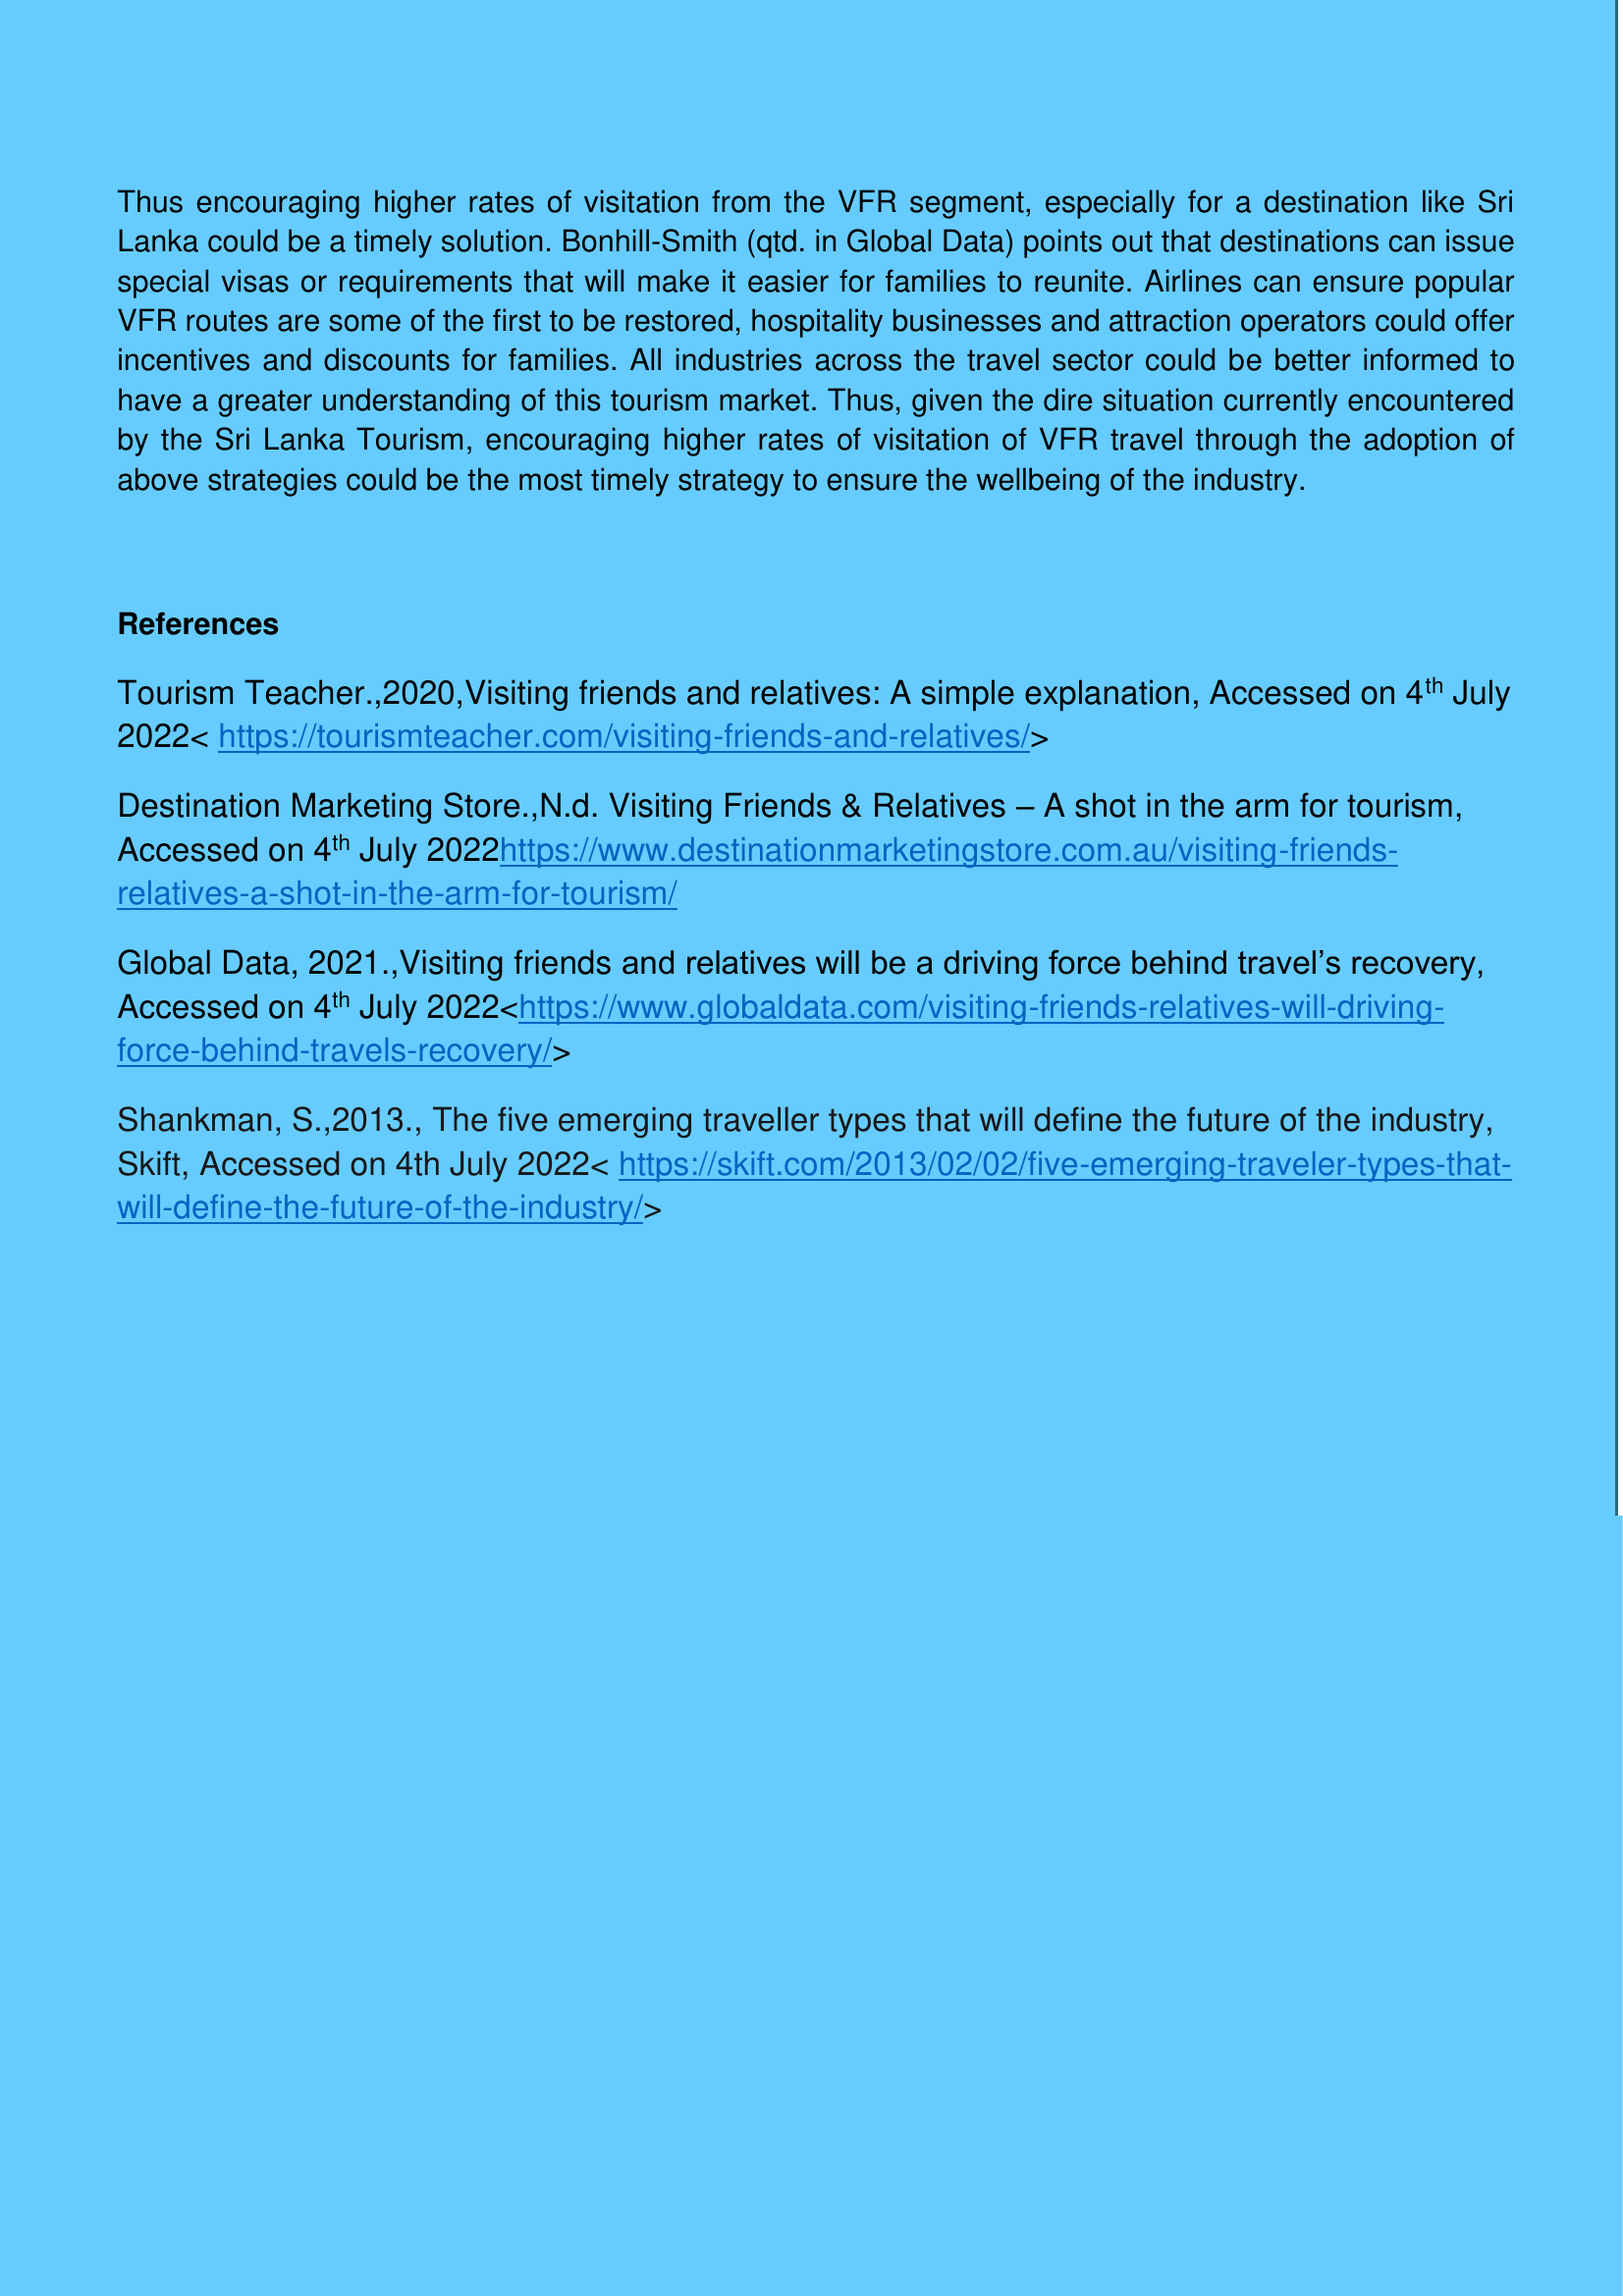 Thus encouraging higher rates of visitation from the VFR segment, especially for a destination like Sri
Lanka could be a timely solution. Bonhill-Smith (qtd. in Global Data) points out that destinations can issue
special visas or requirements that will make it easier for families to reunite. Airlines can ensure popular
VFR routes are some of the first to be restored, hospitality businesses and attraction operators could offer
incentives and discounts for families. All industries across the travel sector could be better informed to
have a greater understanding of this tourism market. Thus, given the dire situation currently encountered
by the Sri Lanka Tourism, encouraging higher rates of visitation of VFR travel through the adoption of
above strategies could be the most timely strategy to ensure the wellbeing of the industry.
References
Tourism Teacher.,2020,Visiting friends and relatives: A simple explanation, Accessed on 4th July
2022< https://tourismteacher.com/visiting-friends-and-relatives/>
Destination Marketing Store.,N.d. Visiting Friends & Relatives – A shot in the arm for tourism,
Accessed on 4th July 2022https://www.destinationmarketingstore.com.au/visiting-friends-
relatives-a-shot-in-the-arm-for-tourism/
Global Data, 2021.,Visiting friends and relatives will be a driving force behind travel’s recovery,
Accessed on 4th July 2022<https://www.globaldata.com/visiting-friends-relatives-will-driving-
force-behind-travels-recovery/>
Shankman, S.,2013., The five emerging traveller types that will define the future of the industry,
Skift, Accessed on 4th July 2022< https://skift.com/2013/02/02/five-emerging-traveler-types-that-
will-define-the-future-of-the-industry/>